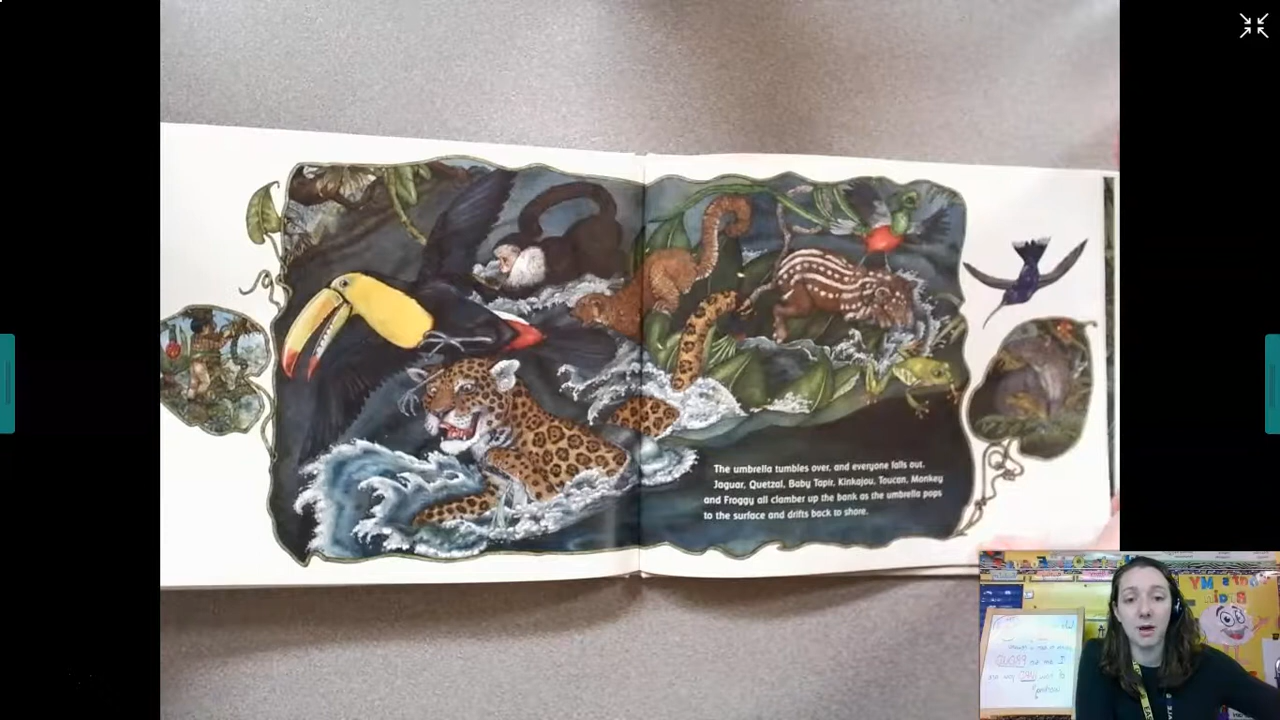 The umbrella tumbles over, and everyone falls out.
Jaguar, Quetzal, Baby Tapir, Kinkajou, Toucan, Monkey
and Froggy all clamber up the bank as the umbrella pops
to the surface and drifts back to shore.